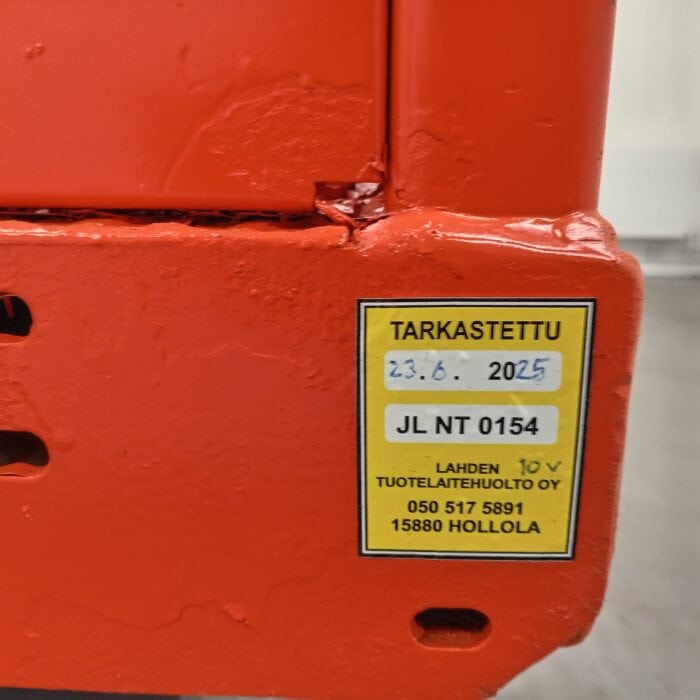 TARKASTETTU
23.6. 2025
JL NT 0154
LAHDEN 10 v
TUOTELAITEHUOLTO OY
050 517 5891
15880 HOLLOLA